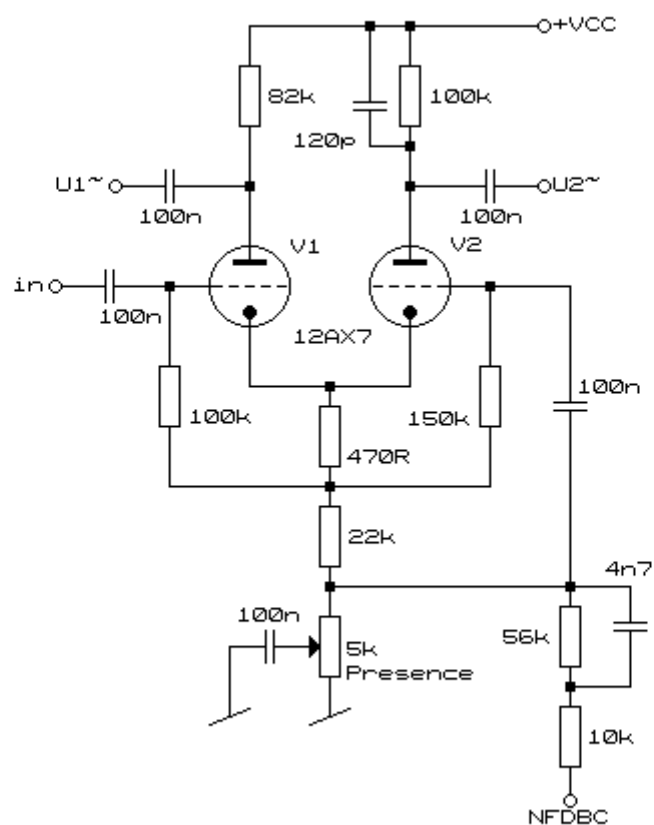 +VCC
82k
100k
120p
U1~
U2~
100n
100n
V1
V2
in
100n
12AX7
100k
150k
100n
470R
22k
4n7
100n
5k
56k
Presence
10k
NFDBC